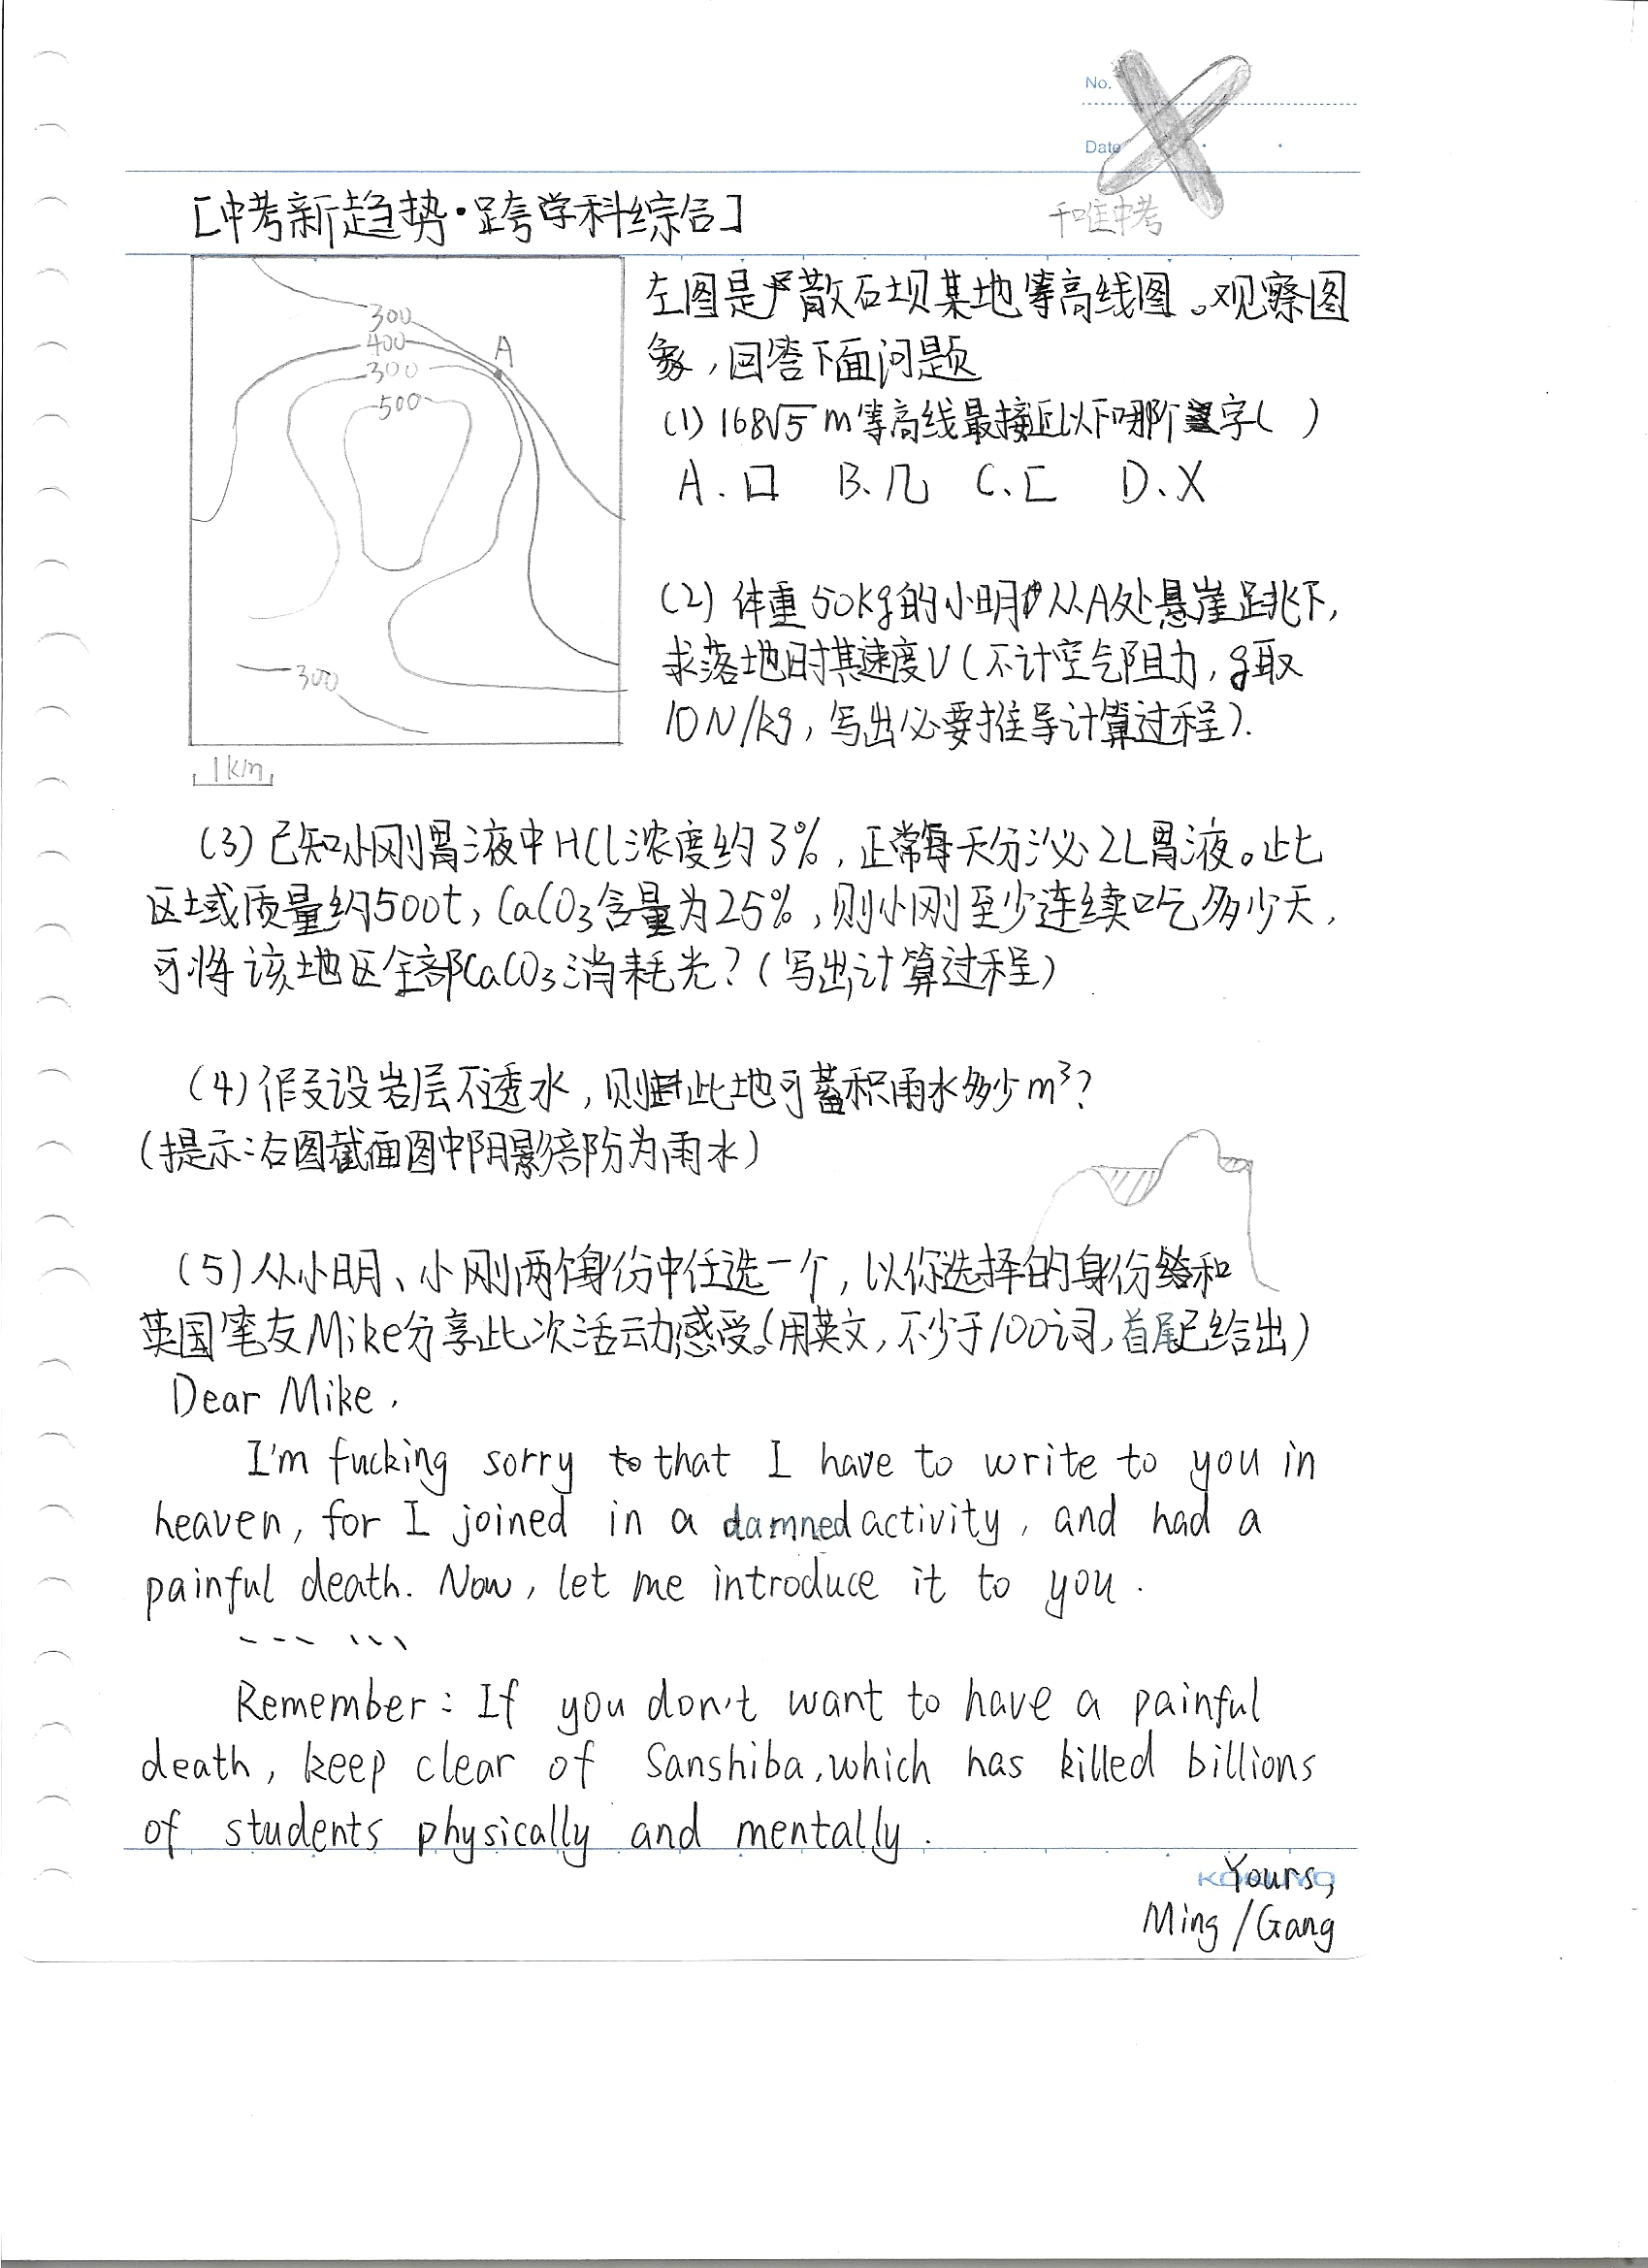 No.
Date
[中考新趋势·跨学科综合]
300
400
300
500
A
300
1km
左图是严散石坝某地等高线图。观察图
象,回答下面问题
(1)168√5 m等高线最接近以下哪个字( )
A.口 B.几 C.匚 D.X
(2)体重50kg的小明从A处悬崖跳下,
求落地时其速度v(不计空气阻力,g取
10N/kg,写出必要推导计算过程).
(3)已知小刚胃液中HCl浓度约3%,正常每天分泌2L胃液。此
区域质量约500t,CaCO3含量为25%,则小刚至少连续吃多少天,
可将该地区全部CaCO3消耗光?(写出计算过程)
(4)假设岩层不透水,则此地可蓄积雨水多少m³?
(提示:右图截面图中阴影部份为雨水)
(5)从小明、小刚两个身份中任选一个,以你选择的身份和
英国笔友Mike分享此次活动感受。(用英文,不少于100词,首尾已给出)
Dear Mike,
I'm fucking sorry that I have to write to you in
heaven, for I joined in a damned activity, and had a
painful death. Now, let me introduce it to you.
--- ...
Remember: If you don't want to have a painful
death, keep clear of Sanshiba, which has killed billions
of students physically and mentally.
Yours,
Ming/Gang